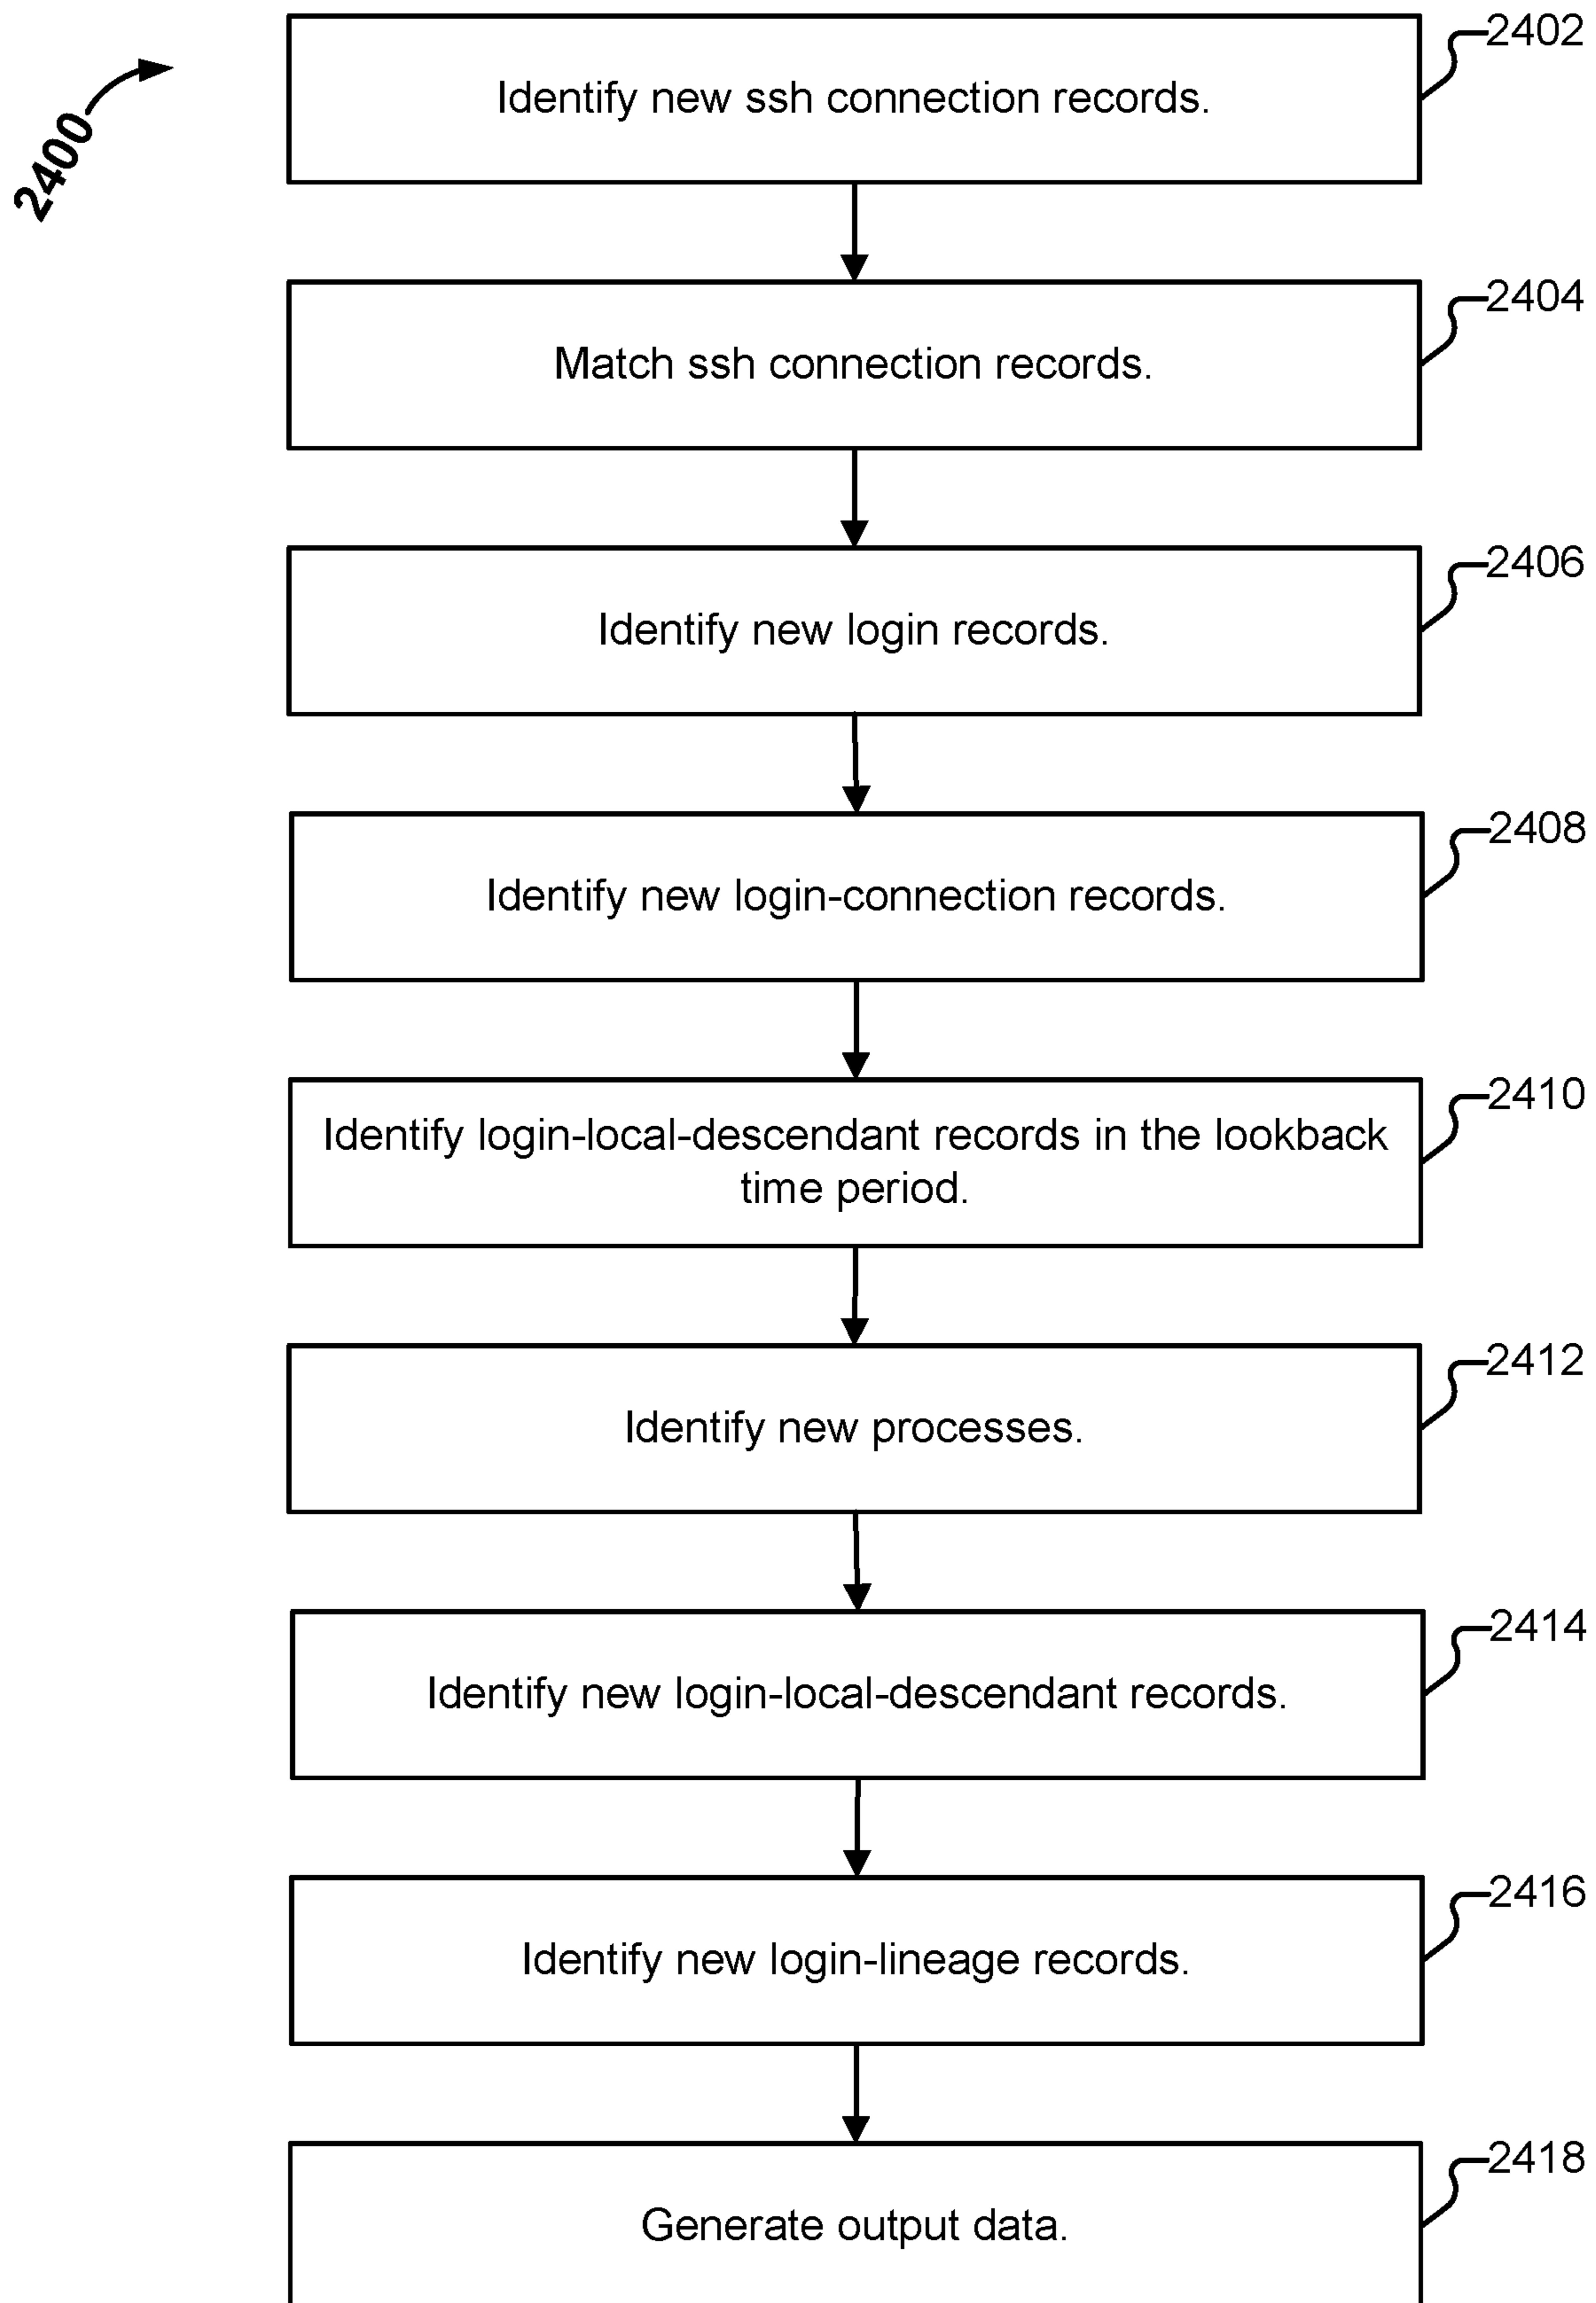 2400
2402
Identify new ssh connection records.
2404
Match ssh connection records.
2406
Identify new login records.
2408
Identify new login-connection records.
2410
Identify login-local-descendant records in the lookback
time period.
2412
Identify new processes.
2414
Identify new login-local-descendant records.
2416
Identify new login-lineage records.
2418
Generate output data.